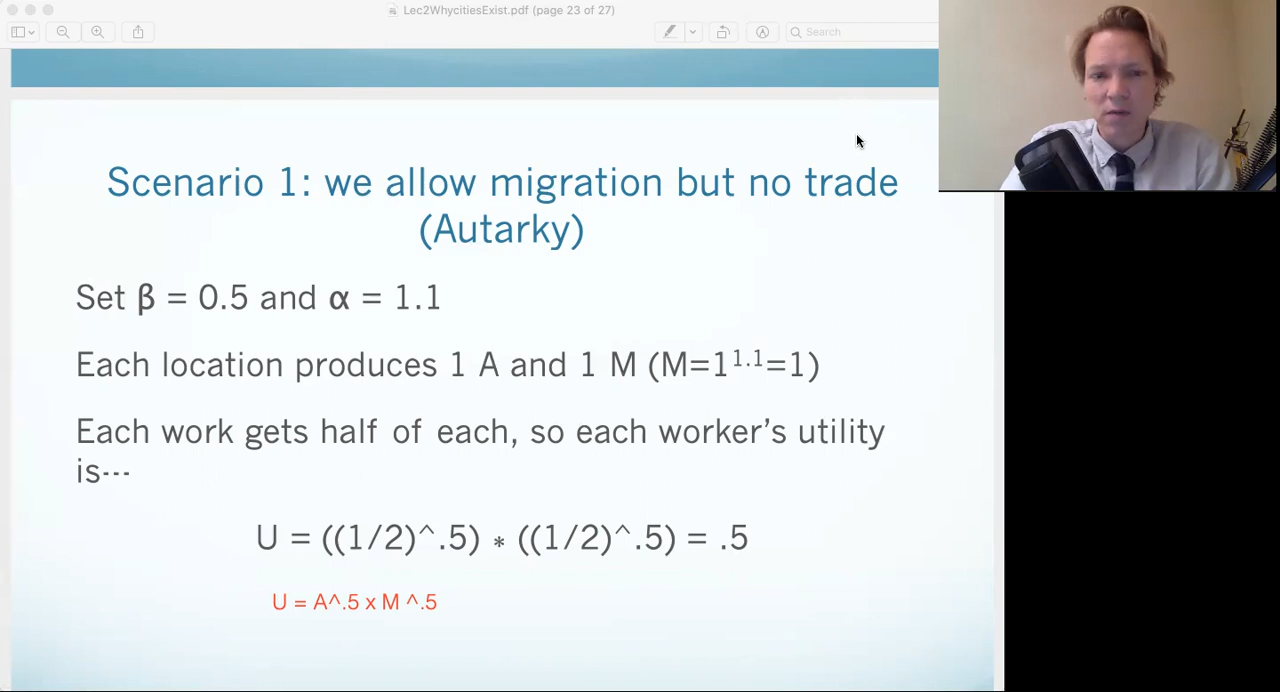 Lec2WhycitiesExist.pdf (page 23 of 27)
Search
Scenario 1: we allow migration but no trade
(Autarky)
Set β = 0.5 and α = 1.1
Each location produces 1 A and 1 M (M=1¹·¹=1)
Each work gets half of each, so each worker’s utility
is---
U = ((1/2)^.5) * ((1/2)^.5) = .5
U = A^.5 x M ^.5